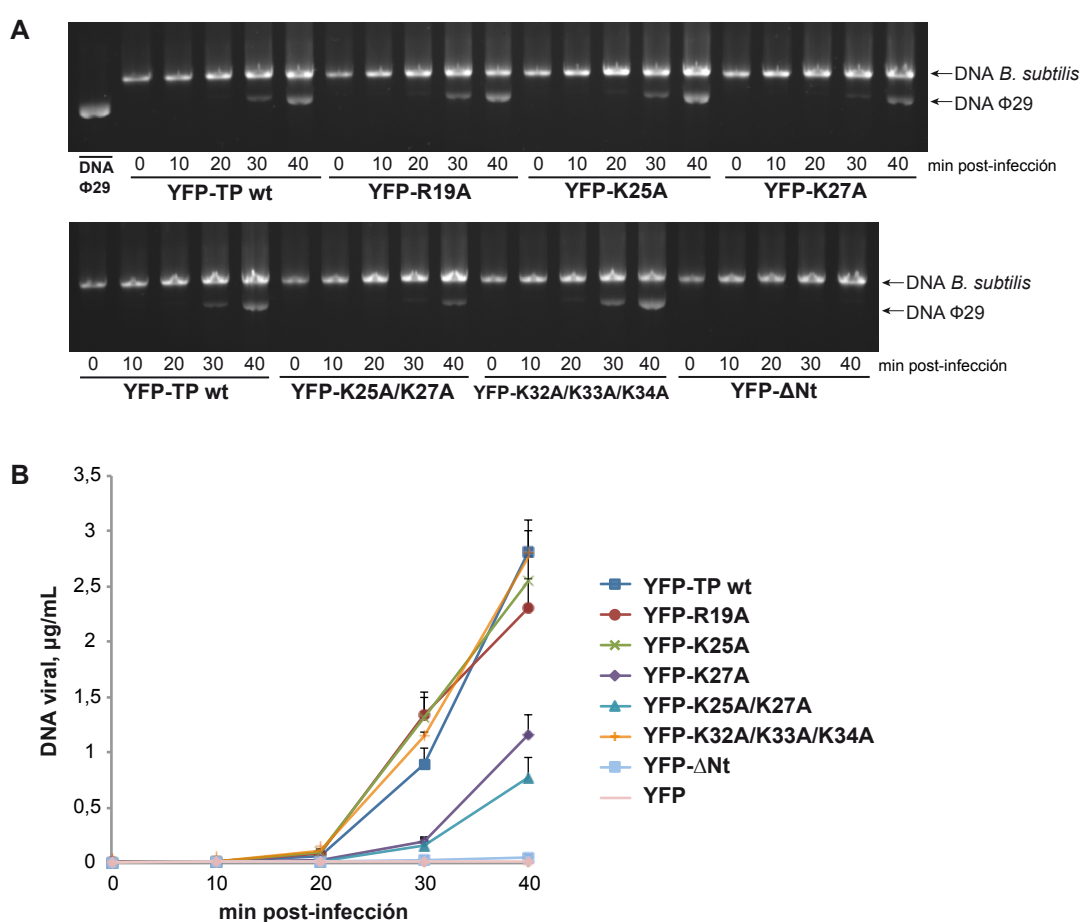 A
DNA B. subtilis
DNA Φ29
DNA Φ29
0 10 20 30 40 0 10 20 30 40 0 10 20 30 40 0 10 20 30 40 min post-infección
YFP-TP wt YFP-R19A YFP-K25A YFP-K27A
DNA B. subtilis
DNA Φ29
0 10 20 30 40 0 10 20 30 40 0 10 20 30 40 0 10 20 30 40 min post-infección
YFP-TP wt YFP-K25A/K27A YFP-K32A/K33A/K34A YFP-ΔNt
B
DNA viral, µg/mL
3,5
3
2,5
2
1,5
1
0,5
0
0 10 20 30 40
min post-infección
YFP-TP wt
YFP-R19A
YFP-K25A
YFP-K27A
YFP-K25A/K27A
YFP-K32A/K33A/K34A
YFP-ΔNt
YFP